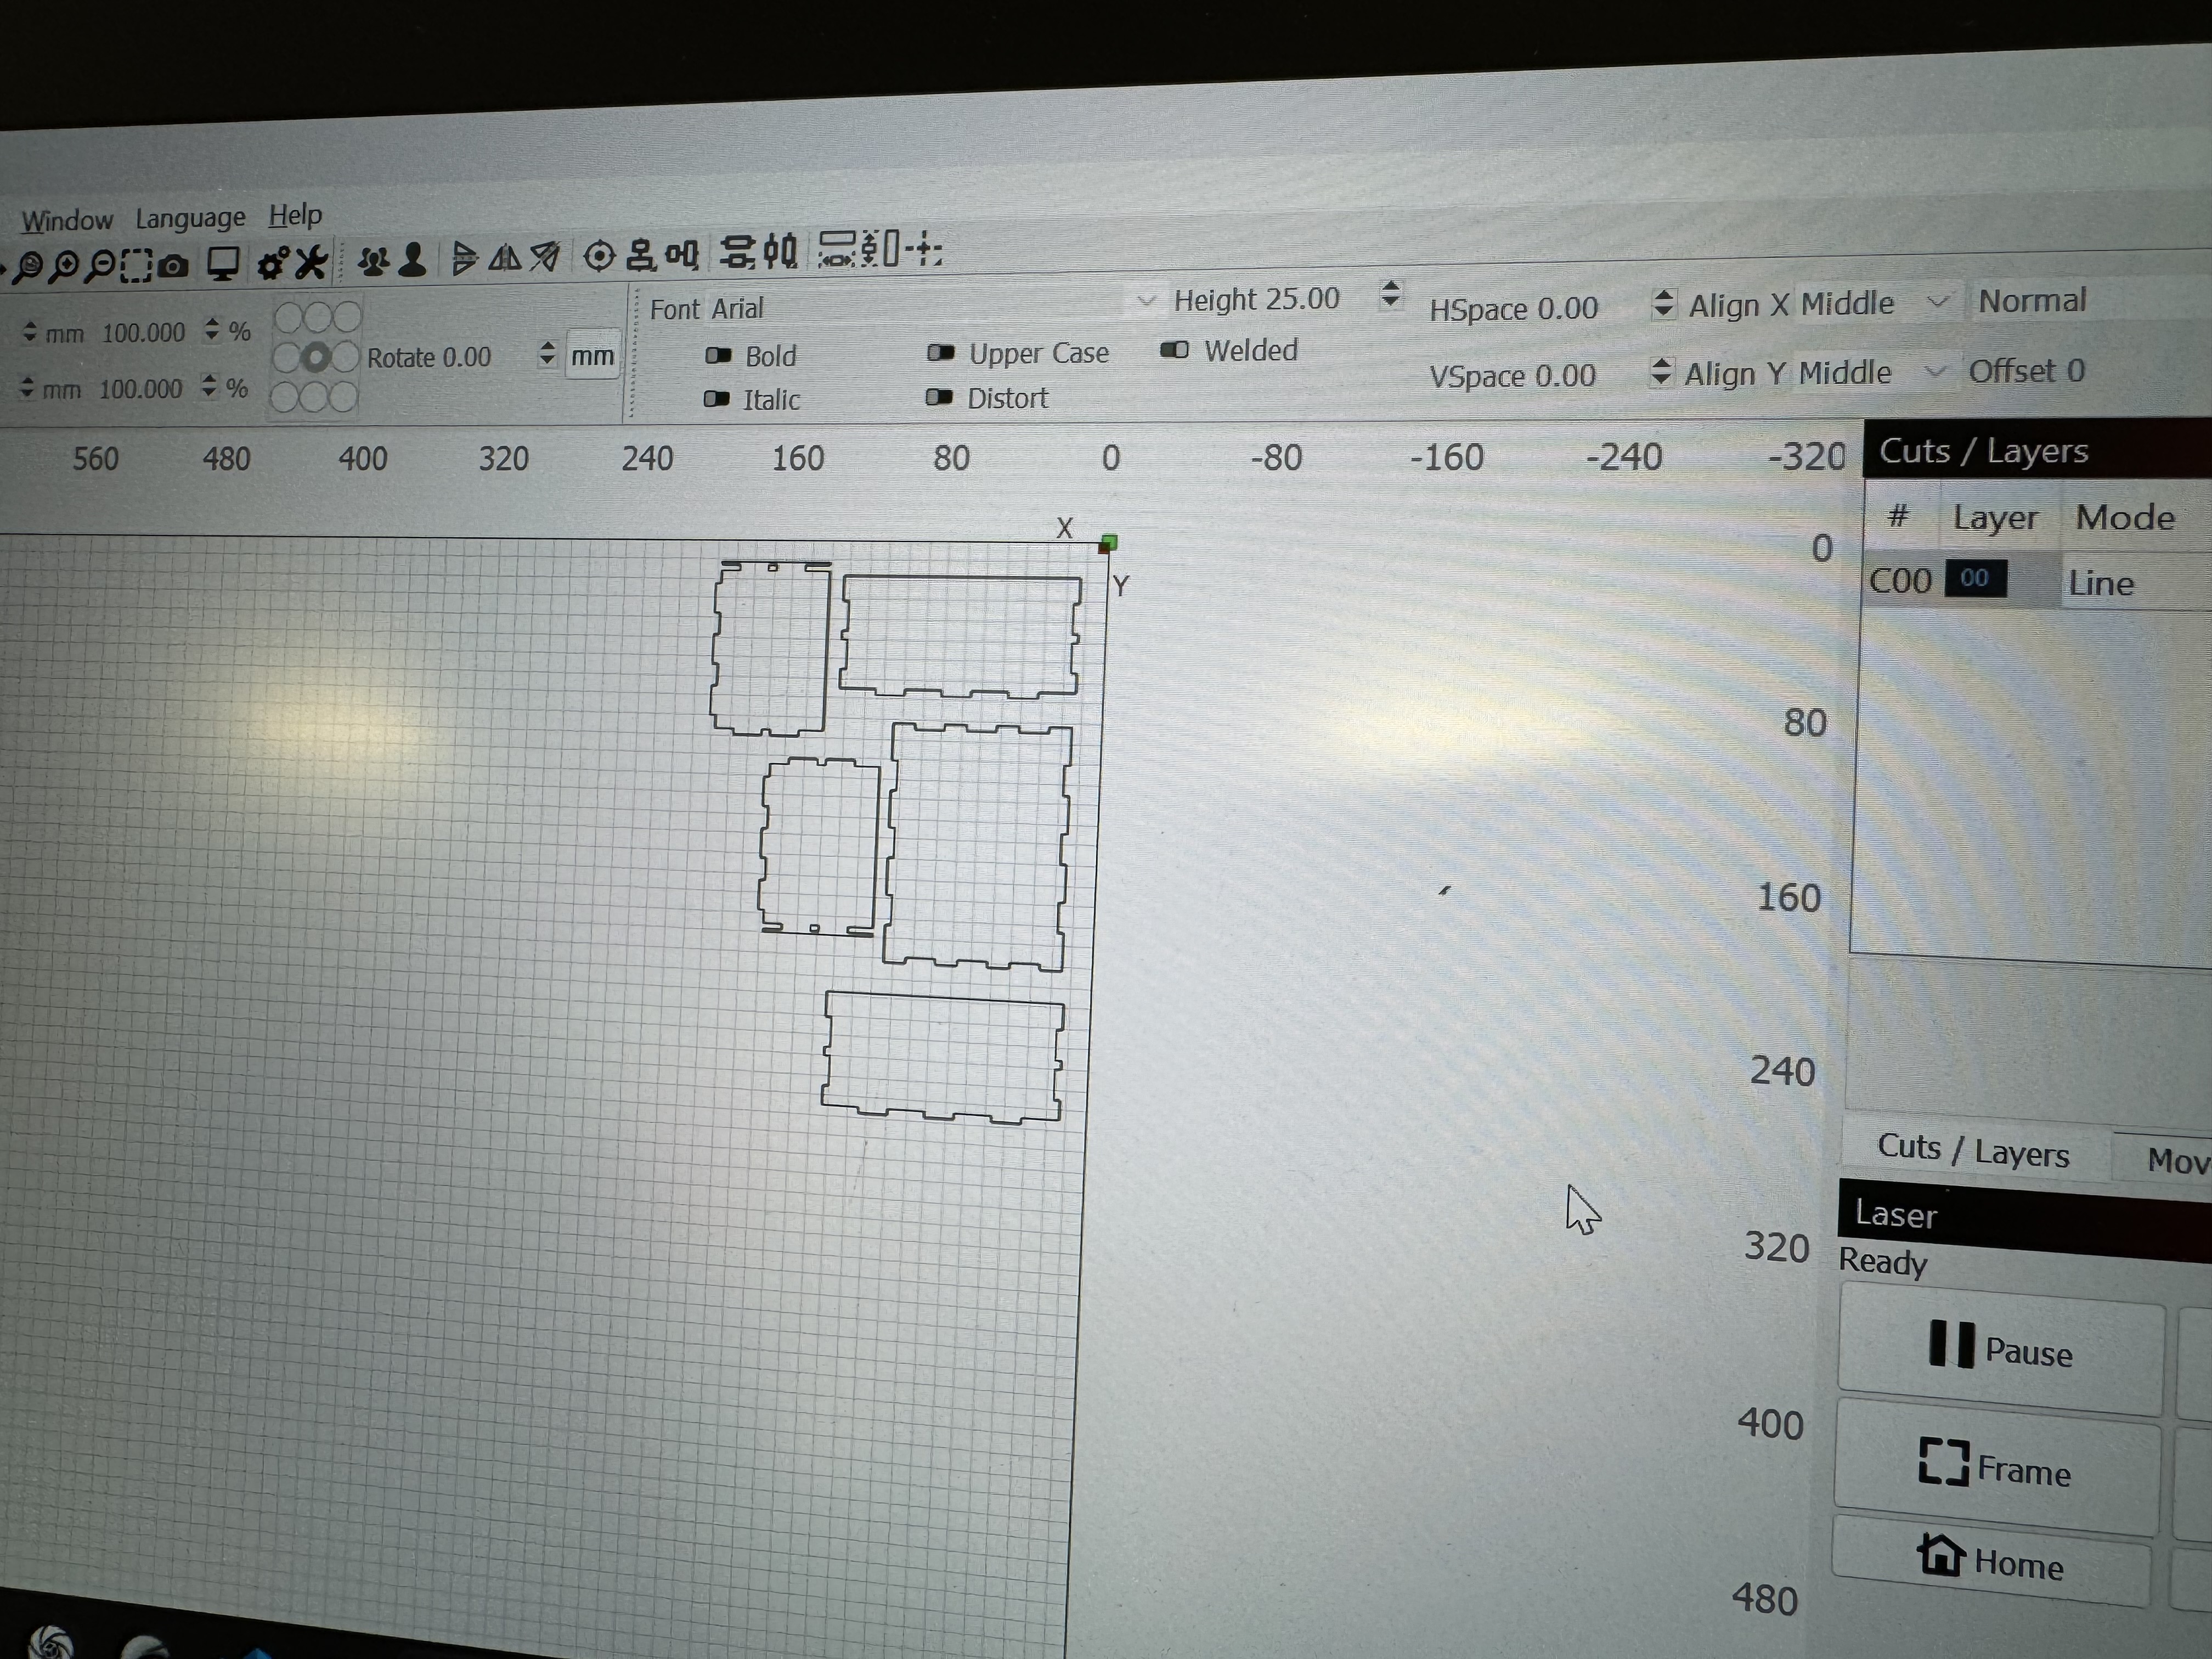 Window Language Help
Font Arial
Height 25.00
HSpace 0.00
Align X Middle
Normal
mm 100.000 %
Rotate 0.00
mm
Bold
Upper Case
Welded
VSpace 0.00
Align Y Middle
Offset 0
mm 100.000 %
Italic
Distort
560 480 400 320 240 160 80 0 -80 -160 -240 -320
Cuts / Layers
# Layer Mode
C00 00 Line
X
Y
0
80
160
240
320
400
480
Cuts / Layers
Mov
Laser
Ready
Pause
Frame
Home